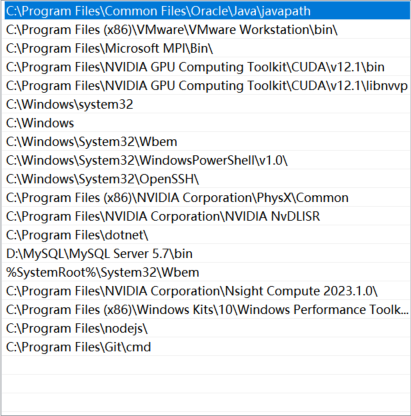 C:\Program Files\Common Files\Oracle\Java\javapath
C:\Program Files (x86)\VMware\VMware Workstation\bin\
C:\Program Files\Microsoft MPI\Bin\
C:\Program Files\NVIDIA GPU Computing Toolkit\CUDA\v12.1\bin
C:\Program Files\NVIDIA GPU Computing Toolkit\CUDA\v12.1\libnvvp
C:\Windows\system32
C:\Windows
C:\Windows\System32\Wbem
C:\Windows\System32\WindowsPowerShell\v1.0\
C:\Windows\System32\OpenSSH\
C:\Program Files (x86)\NVIDIA Corporation\PhysX\Common
C:\Program Files\NVIDIA Corporation\NVIDIA NvDLISR
C:\Program Files\dotnet\
D:\MySQL\MySQL Server 5.7\bin
%SystemRoot%\System32\Wbem
C:\Program Files\NVIDIA Corporation\Nsight Compute 2023.1.0\
C:\Program Files (x86)\Windows Kits\10\Windows Performance Toolk...
C:\Program Files\nodejs\
C:\Program Files\Git\cmd